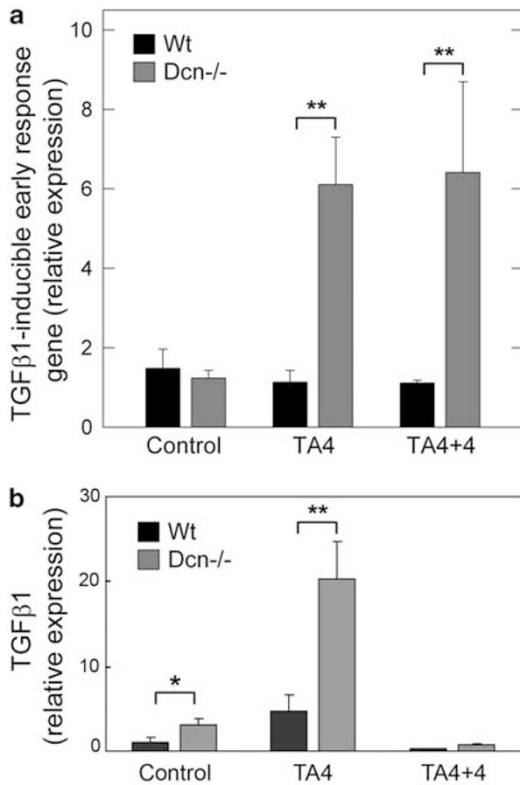 a
TGFβ1-inducible early response
gene (relative expression)
10
8
6
4
2
0
Wt
Dcn-/-
**
**
Control
TA4
TA4+4
b
TGFβ1
(relative expression)
30
20
10
0
Wt
Dcn-/-
*
**
Control
TA4
TA4+4